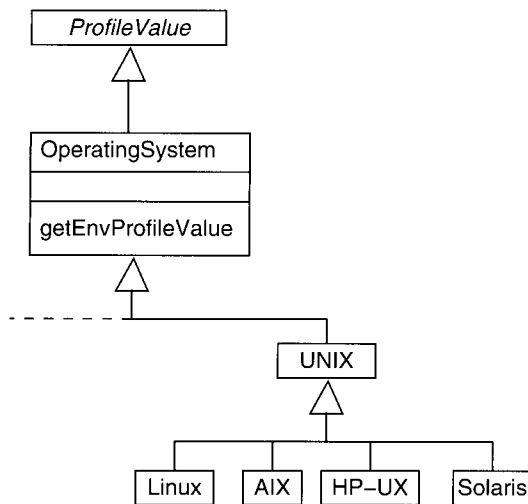 ProfileValue
OperatingSystem
getEnvProfileValue
UNIX
Linux AIX HP-UX Solaris